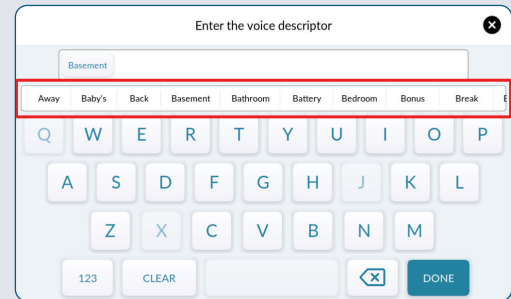 Enter the voice descriptor
Basement
Away Baby's Back Basement Bathroom Battery Bedroom Bonus Break
Q W E R T Y U I O P
A S D F G H J K L
Z X C V B N M
123 CLEAR DONE